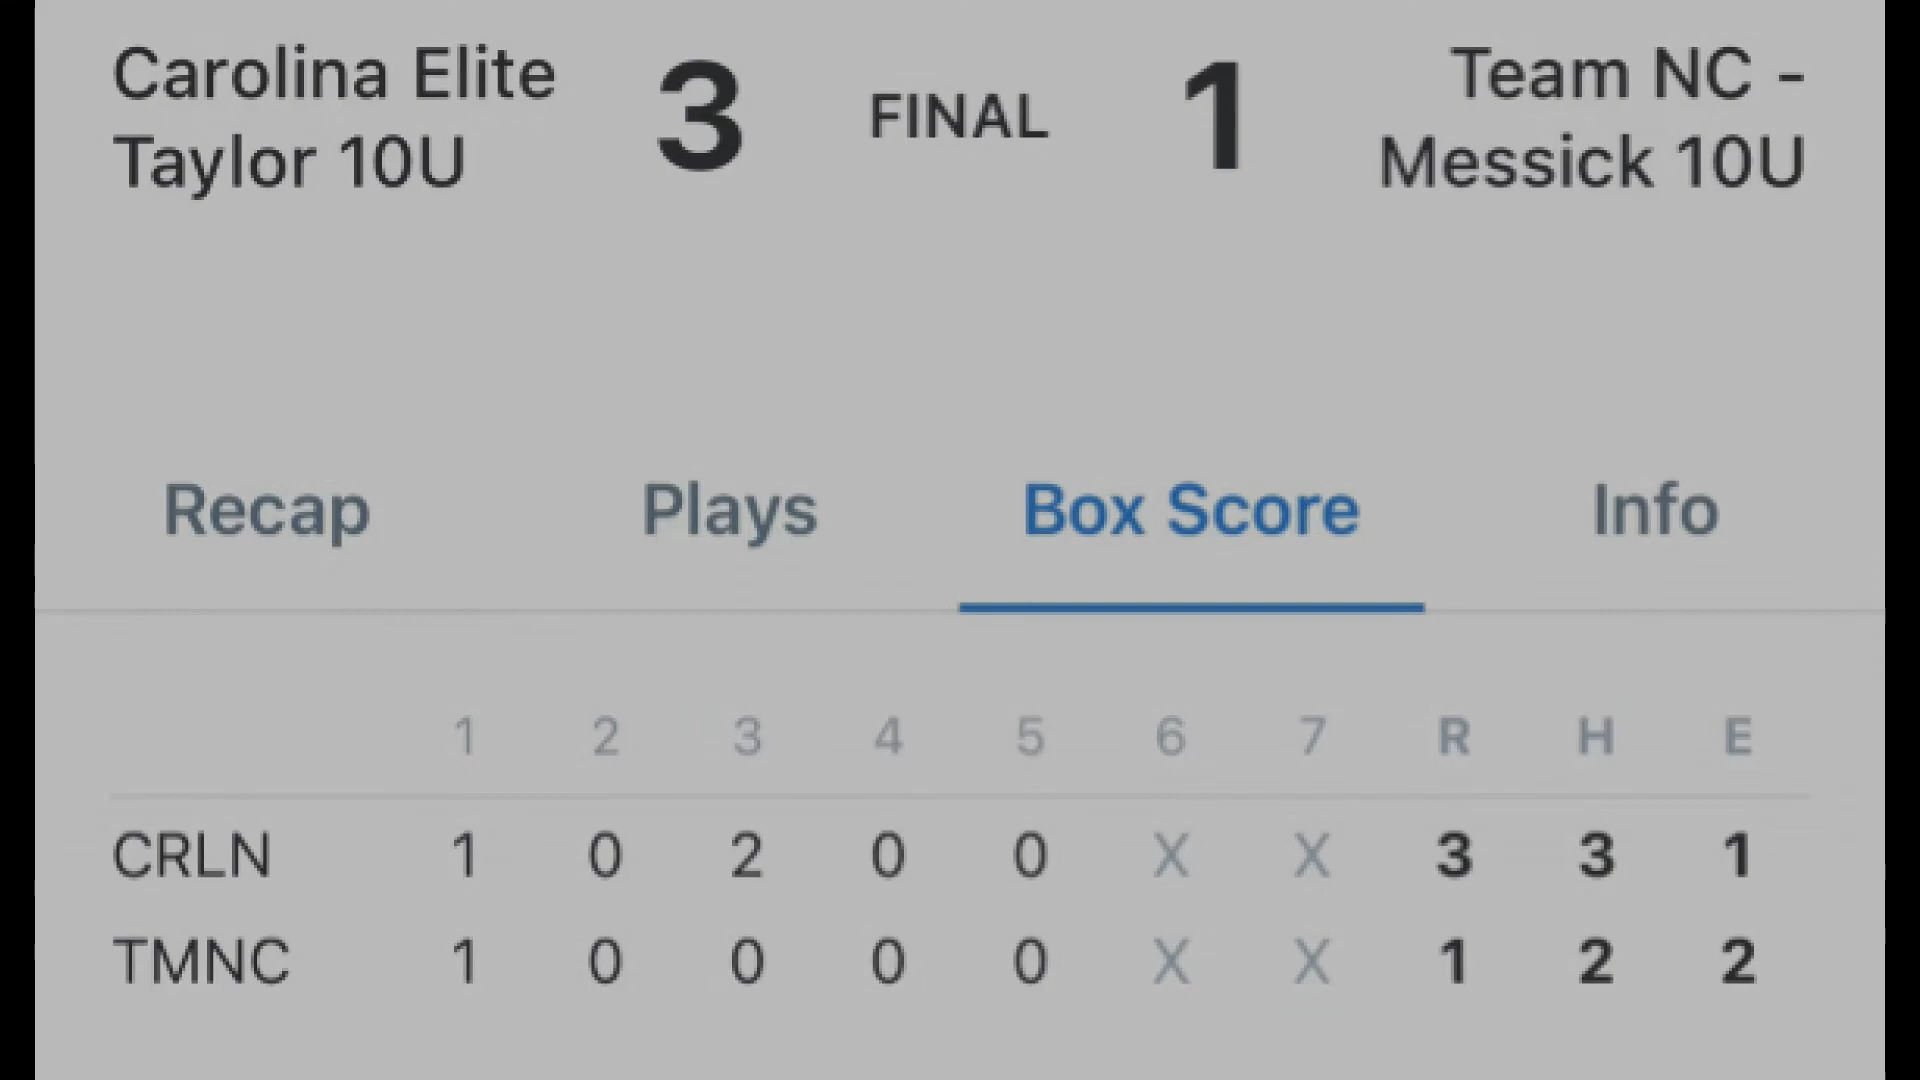 Carolina Elite
Taylor 10U
3
FINAL
1
Team NC -
Messick 10U
Recap Plays Box Score Info
1 2 3 4 5 6 7 R H E
CRLN 1 0 2 0 0 X X 3 3 1
TMNC 1 0 0 0 0 X X 1 2 2